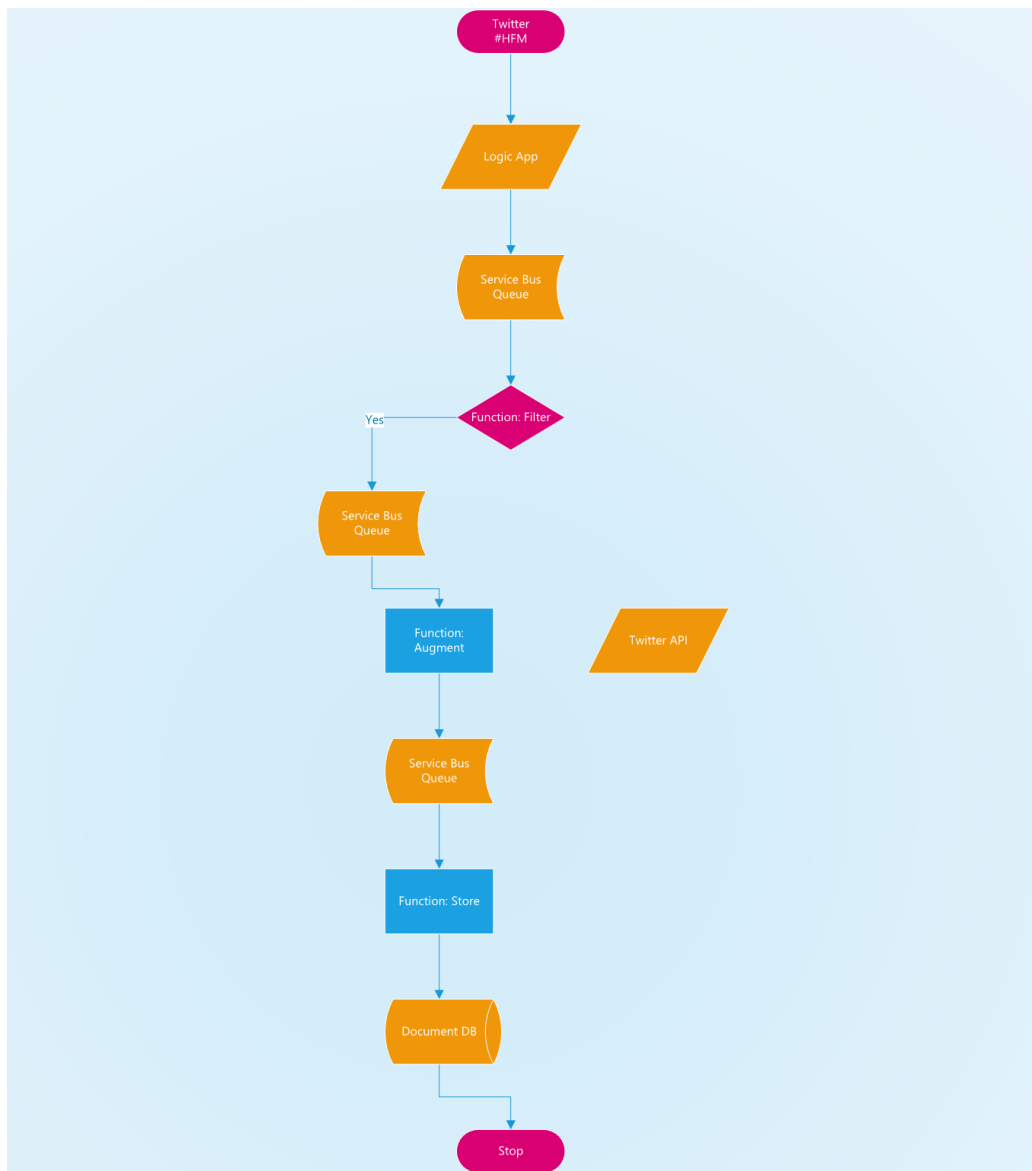 Twitter
#HFM
Logic App
Service Bus
Queue
Function: Filter
Yes
Service Bus
Queue
Function:
Augment
Twitter API
Service Bus
Queue
Function: Store
Document DB
Stop